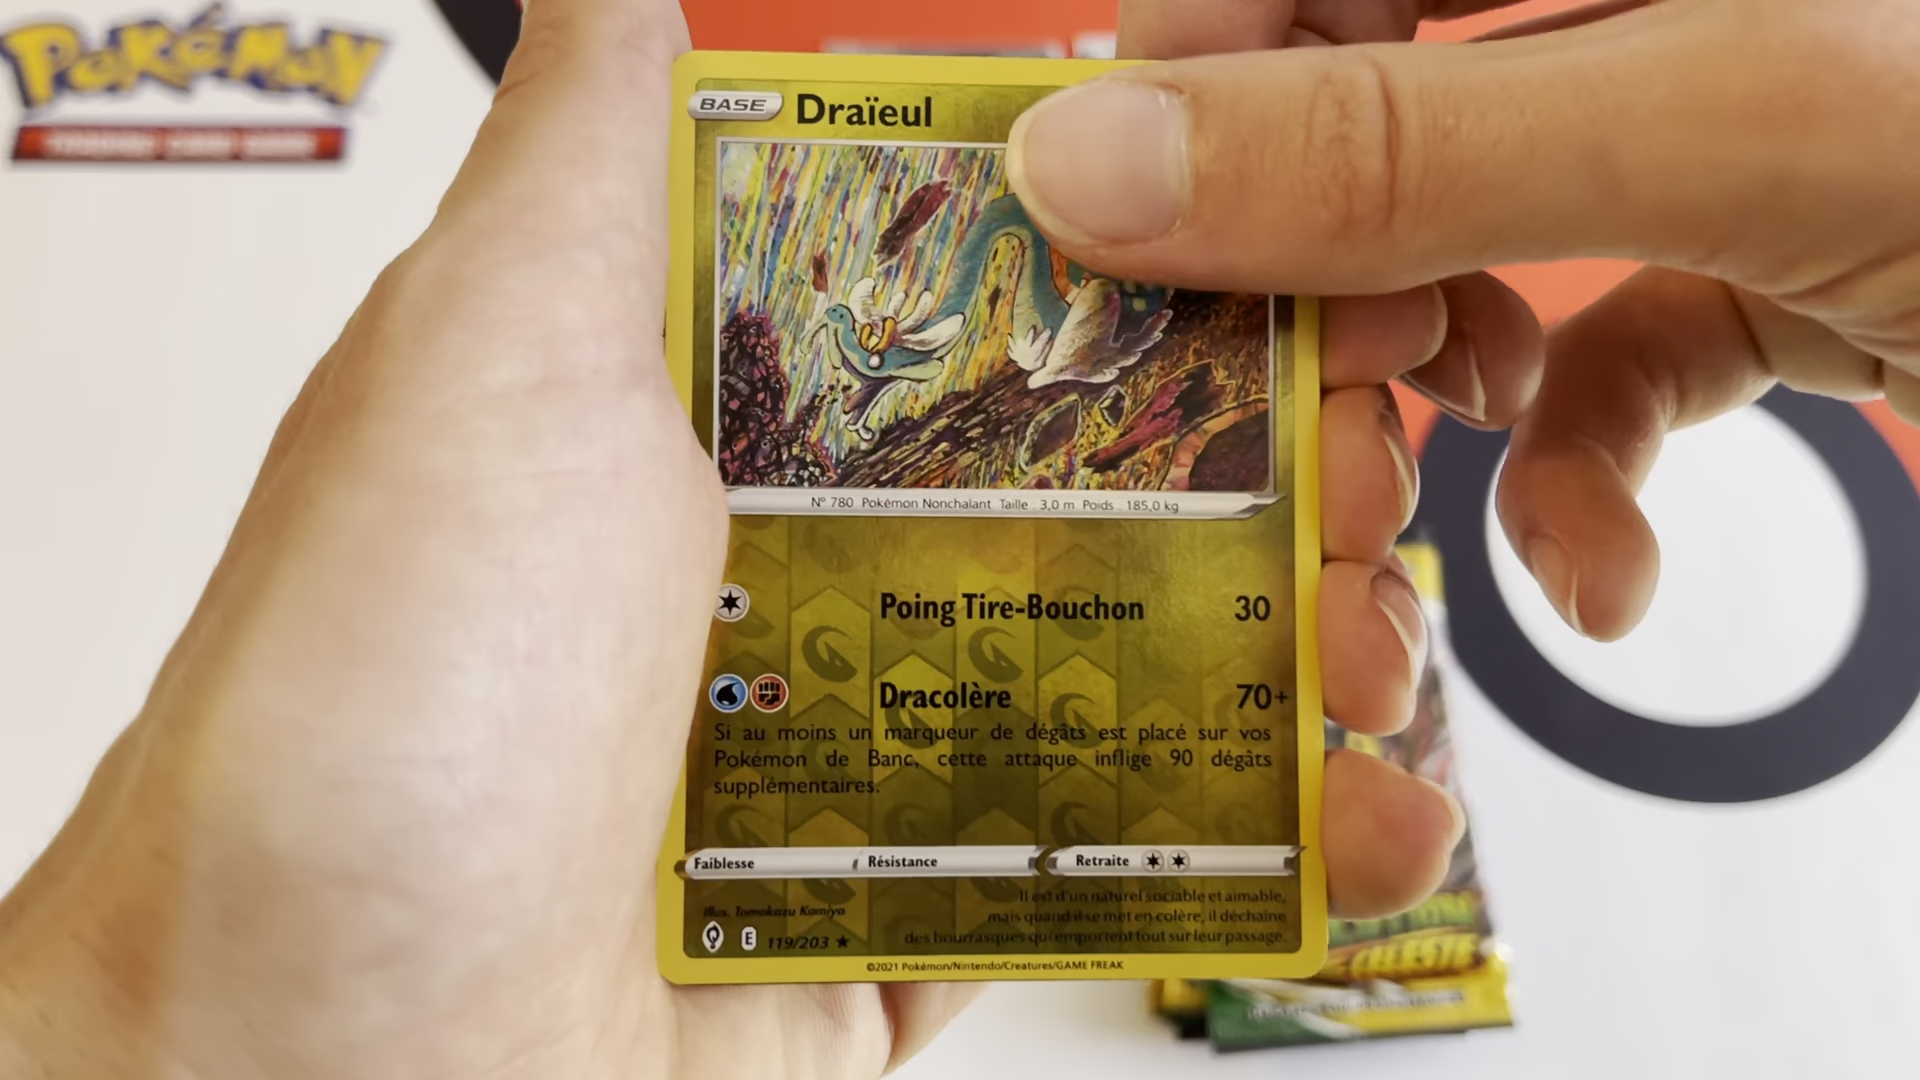 Pokémon
TRADING CARD GAME
BASE Draïeul
Nº 780 Pokémon Nonchalant Taille : 3,0 m Poids : 185,0 kg
Poing Tire-Bouchon 30
Dracolère 70+
Si au moins un marqueur de dégâts est placé sur vos
Pokémon de Banc, cette attaque inflige 90 dégâts
supplémentaires.
Faiblesse Résistance Retraite
Il est d'un naturel sociable et aimable,
mais quand il se met en colère, il déchaîne
des bourrasques qui emportent tout sur leur passage.
Illus. Tomokazu Komiya
E 119/203 ★
©2021 Pokémon/Nintendo/Creatures/GAME FREAK
CÉLESTE